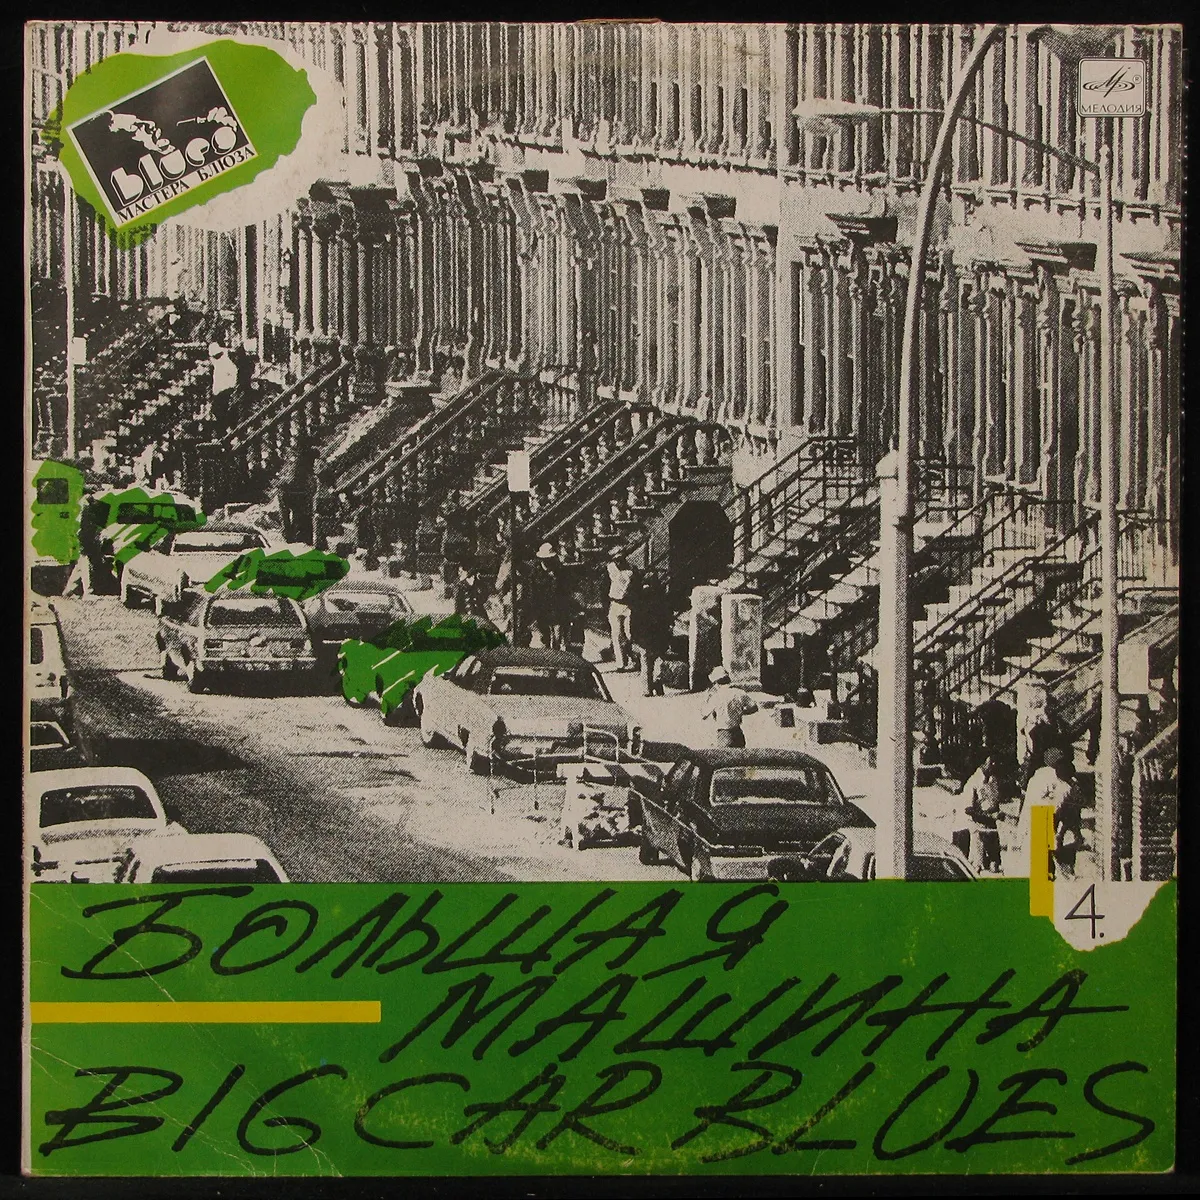 blues
МАСТЕРА БЛЮЗА
МЕЛОДИЯ
4.
БОЛЬШАЯ
МАШИНА
BIG CAR BLUES